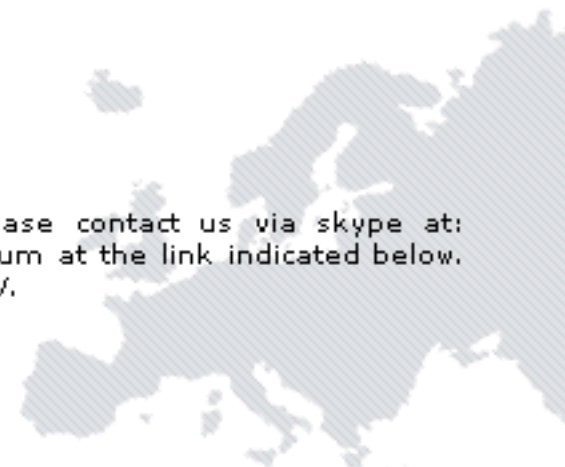 ase contact us via skype at:
um at the link indicated below.